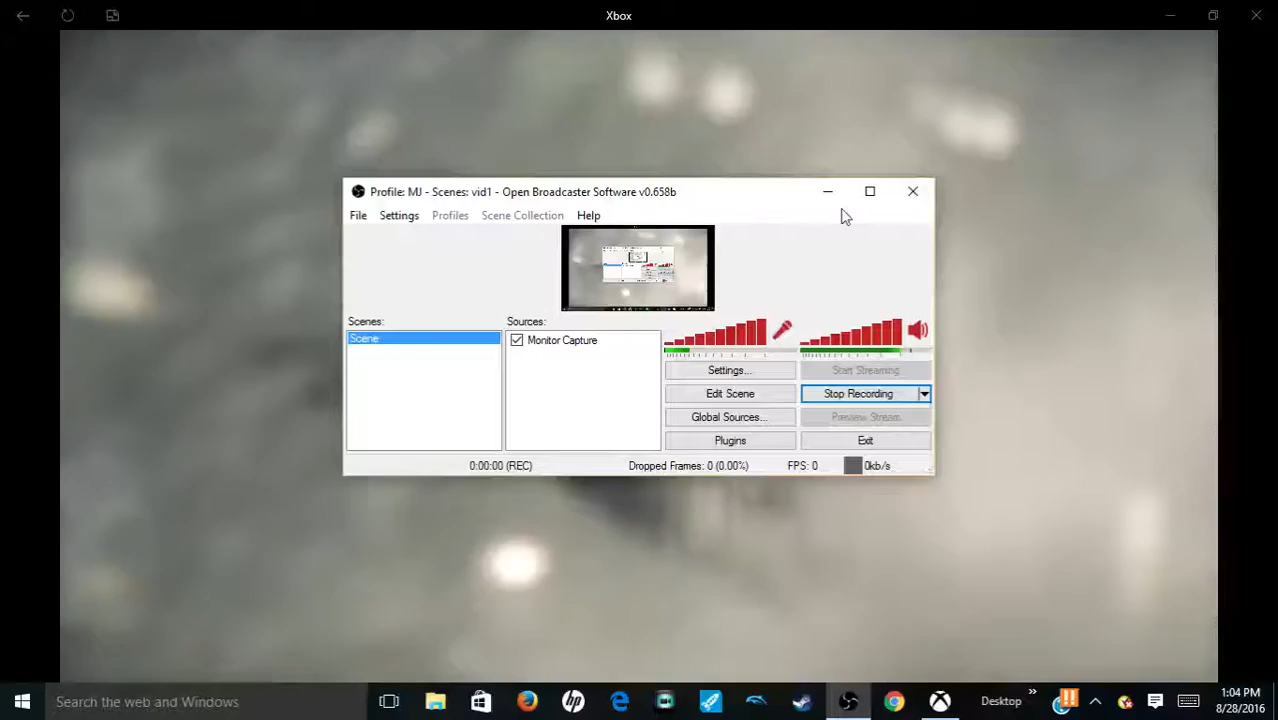 Xbox
Profile: MJ - Scenes: vid1 - Open Broadcaster Software v0.658b
File Settings Profiles Scene Collection Help
Scenes: Sources:
Scene
Monitor Capture
Settings... Start Streaming
Edit Scene Stop Recording
Global Sources... Preview Stream
Plugins Exit
0:00:00 (REC) Dropped Frames: 0 (0.00%) FPS: 0 0kb/s
Search the web and Windows
hp
Desktop
1:04 PM
8/28/2016